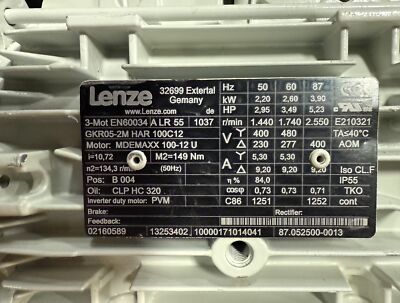 Lenze
32699 Extertal
Gemany
www.Lenze.com de
Hz 50 60 87
kW 2,20 2,60 3,90
HP 2,95 3,49 5,23
3-Mot EN60034 A LR 55 1037 r/min 1.440 1.740 2.550 E210321
GKR05-2M HAR 100C12 V 400 480 TA≤40°C
Motor: MDEMAXX 100-12 U 230 277 400 AOM
i=10,72 M2=149 Nm A 5,30 5,30
n2=134,3 r/min (50Hz) 9,20 9,20 9,20 Iso CL.F
Pos: B 004 η % 84,0 IP55
Oil: CLP HC 320 cosφ 0,73 0,73 0,71 TKO
Inverter duty motor: PVM C86 1251 1252 cont
Brake: Rectifier:
Feedback:
02160589 13253402 10000171014041 87.052500-0013